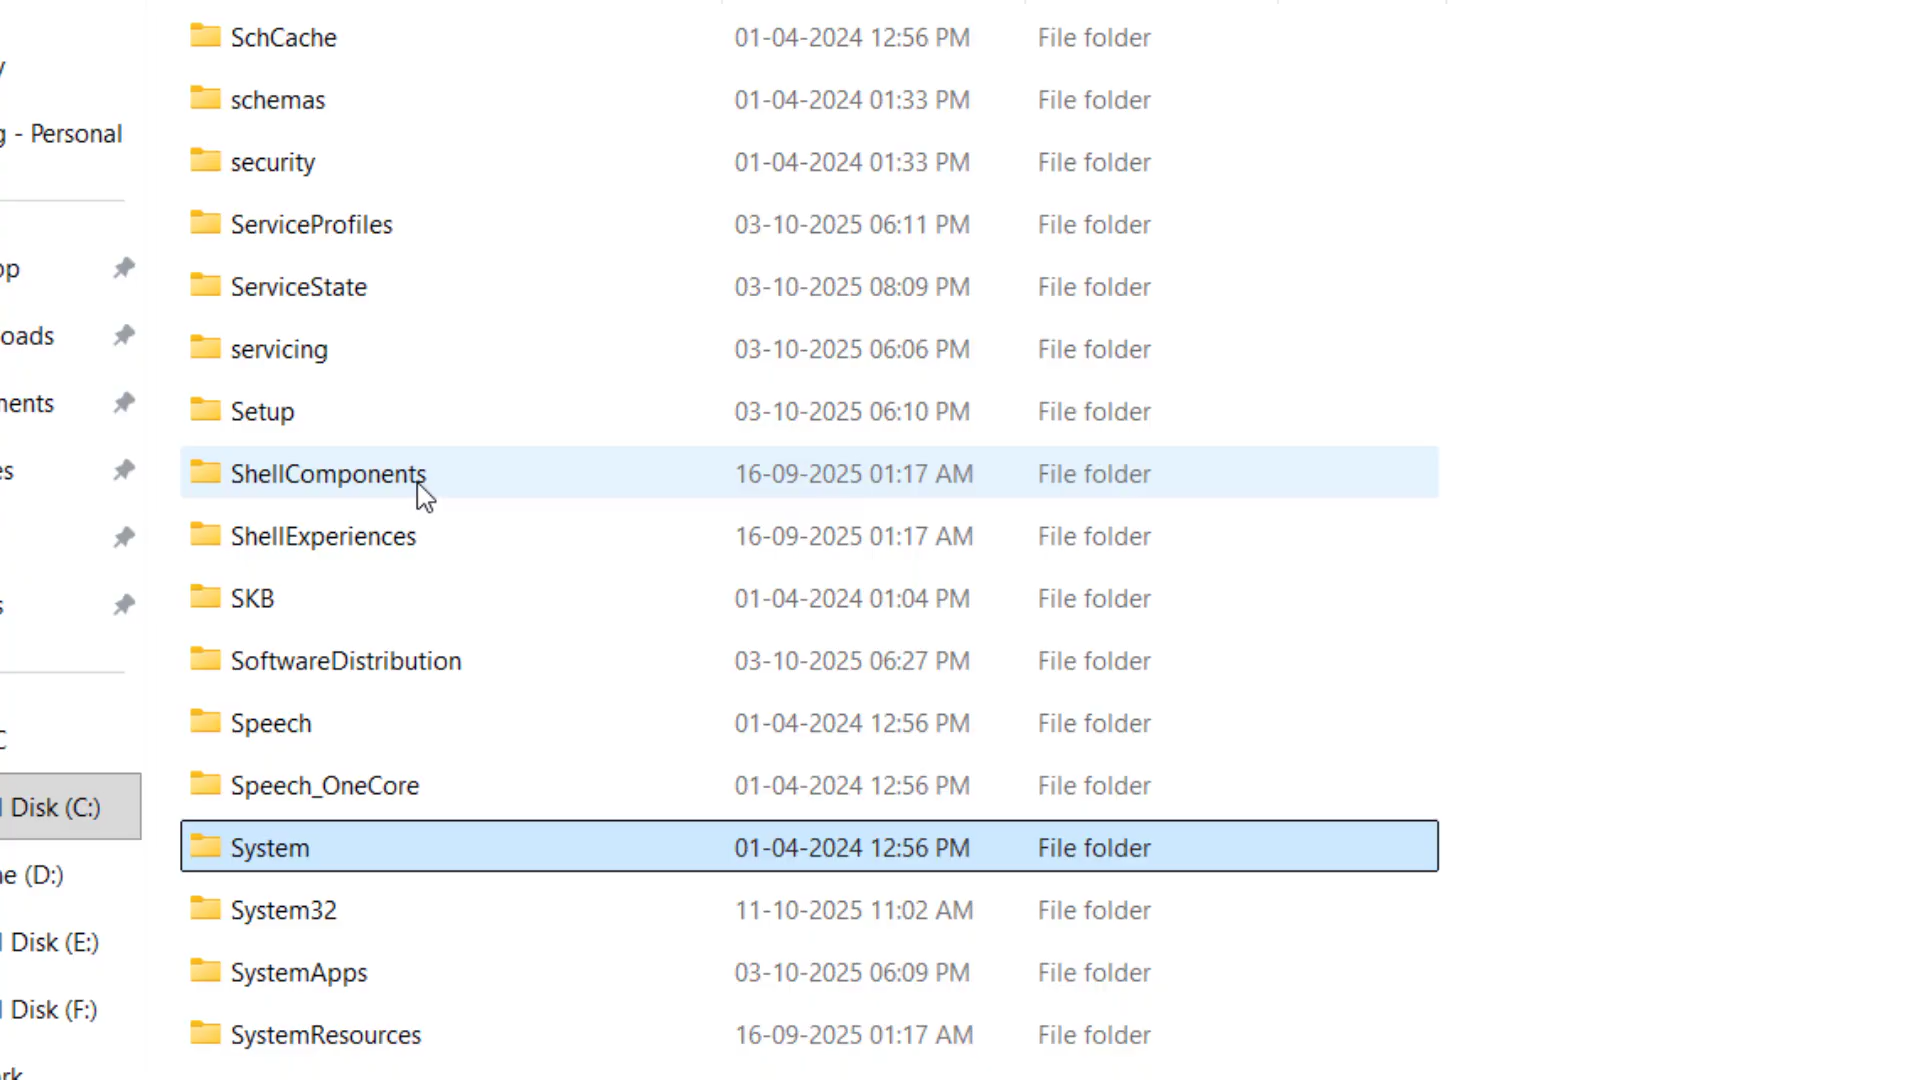 SchCache 01-04-2024 12:56 PM File folder
schemas 01-04-2024 01:33 PM File folder
- Personal
security 01-04-2024 01:33 PM File folder
ServiceProfiles 03-10-2025 06:11 PM File folder
ServiceState 03-10-2025 08:09 PM File folder
servicing 03-10-2025 06:06 PM File folder
Setup 03-10-2025 06:10 PM File folder
ShellComponents 16-09-2025 01:17 AM File folder
ShellExperiences 16-09-2025 01:17 AM File folder
SKB 01-04-2024 01:04 PM File folder
SoftwareDistribution 03-10-2025 06:27 PM File folder
Speech 01-04-2024 12:56 PM File folder
Speech_OneCore 01-04-2024 12:56 PM File folder
Disk (C:)
System 01-04-2024 12:56 PM File folder
(D:)
System32 11-10-2025 11:02 AM File folder
Disk (E:)
SystemApps 03-10-2025 06:09 PM File folder
Disk (F:)
SystemResources 16-09-2025 01:17 AM File folder